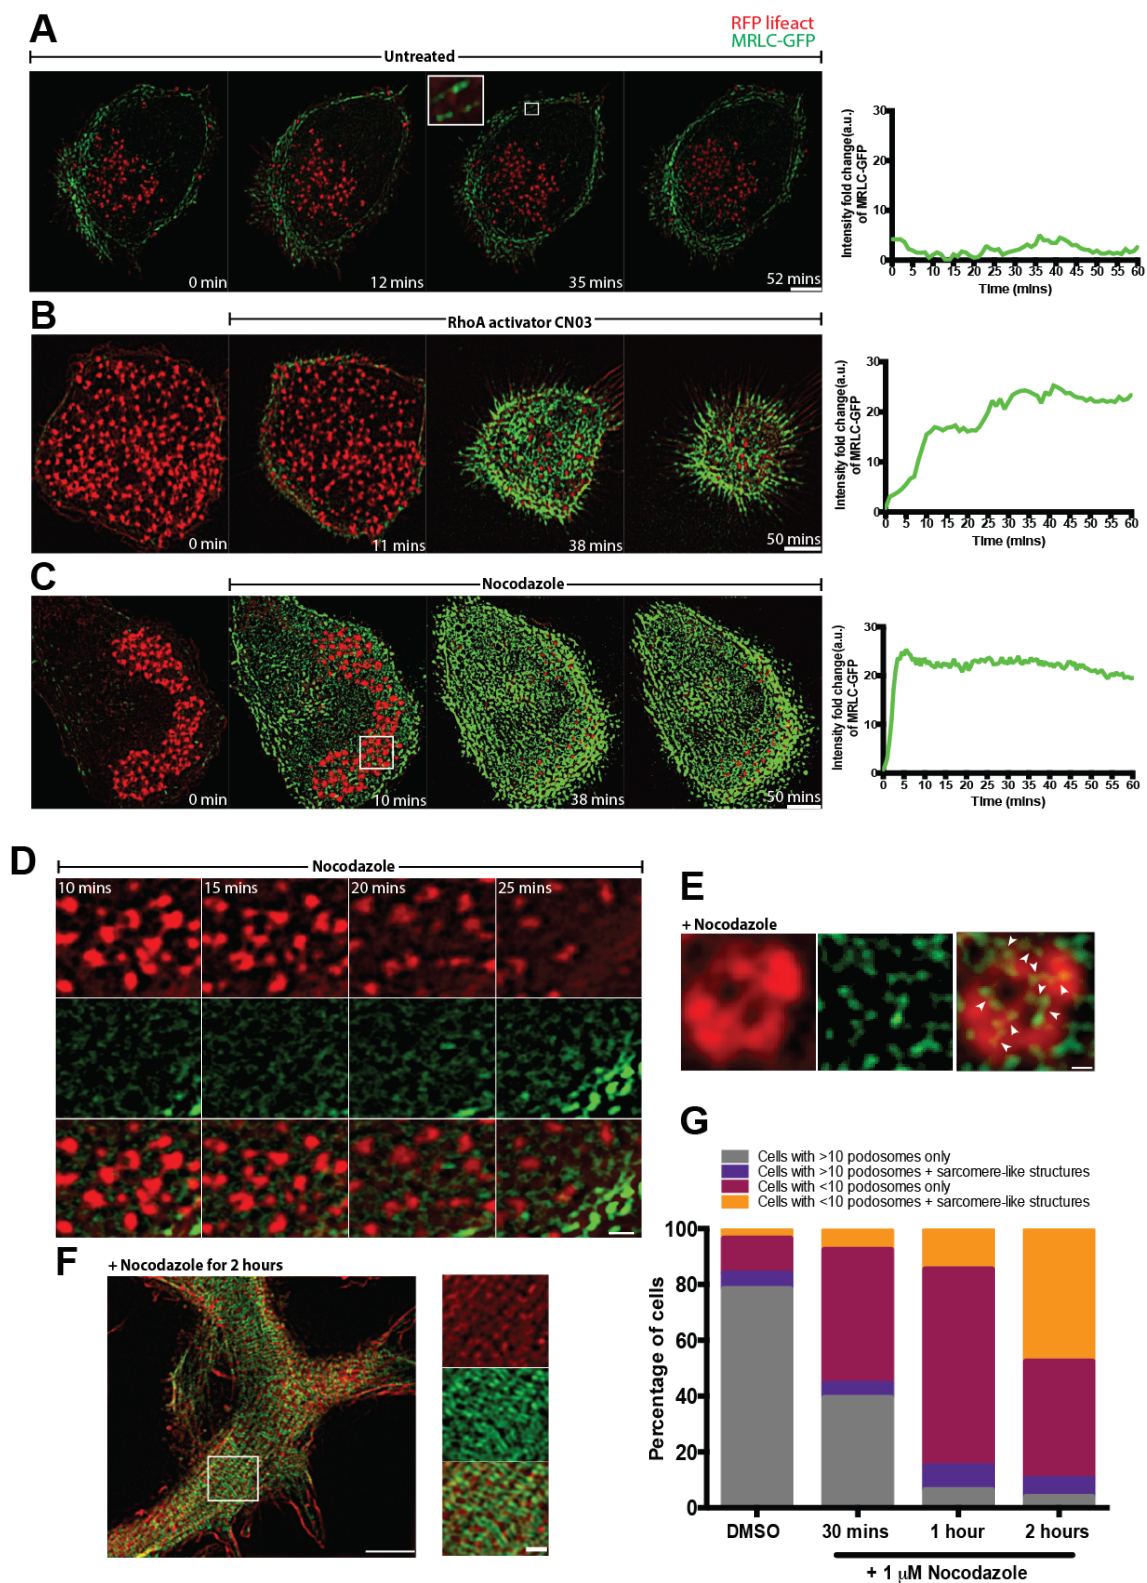 A
RFP lifeact
MRLC-GFP
Untreated
0 min
12 mins
35 mins
52 mins
Intensity fold change(a.u.)
of MRLC-GFP
30
20
10
0
0 5 10 15 20 25 30 35 40 45 50 55 60
Time (mins)
B
RhoA activator CN03
0 min
11 mins
38 mins
50 mins
Intensity fold change(a.u.)
of MRLC-GFP
30
20
10
0
0 5 10 15 20 25 30 35 40 45 50 55 60
Time (mins)
C
Nocodazole
0 min
10 mins
38 mins
50 mins
Intensity fold change(a.u.)
of MRLC-GFP
30
20
10
0
0 5 10 15 20 25 30 35 40 45 50 55 60
Time (mins)
D
Nocodazole
10 mins
15 mins
20 mins
25 mins
E
+ Nocodazole
F
+ Nocodazole for 2 hours
G
Cells with >10 podosomes only
Cells with >10 podosomes + sarcomere-like structures
Cells with <10 podosomes only
Cells with <10 podosomes + sarcomere-like structures
Percentage of cells
100
80
60
40
20
0
DMSO 30 mins 1 hour 2 hours
+ 1 μM Nocodazole